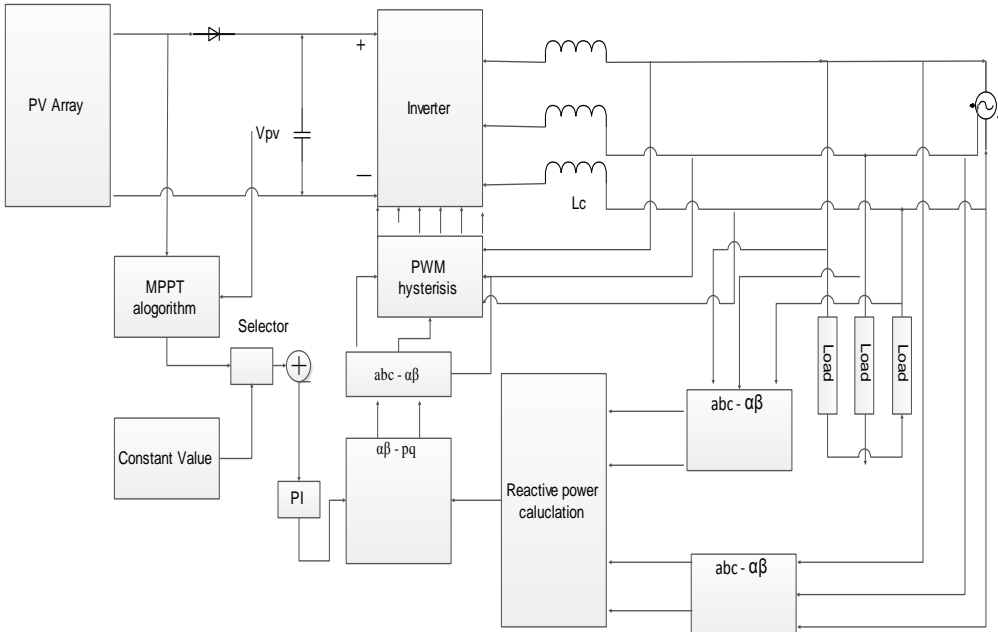 PV Array
+
Vpv
—
Inverter
Lc
MPPT
alogorithm
PWM
hysterisis
Selector
+
—
abc - αβ
Constant Value
αβ - pq
PI
Reactive power
caluclation
abc - αβ
Load
Load
Load
abc - αβ